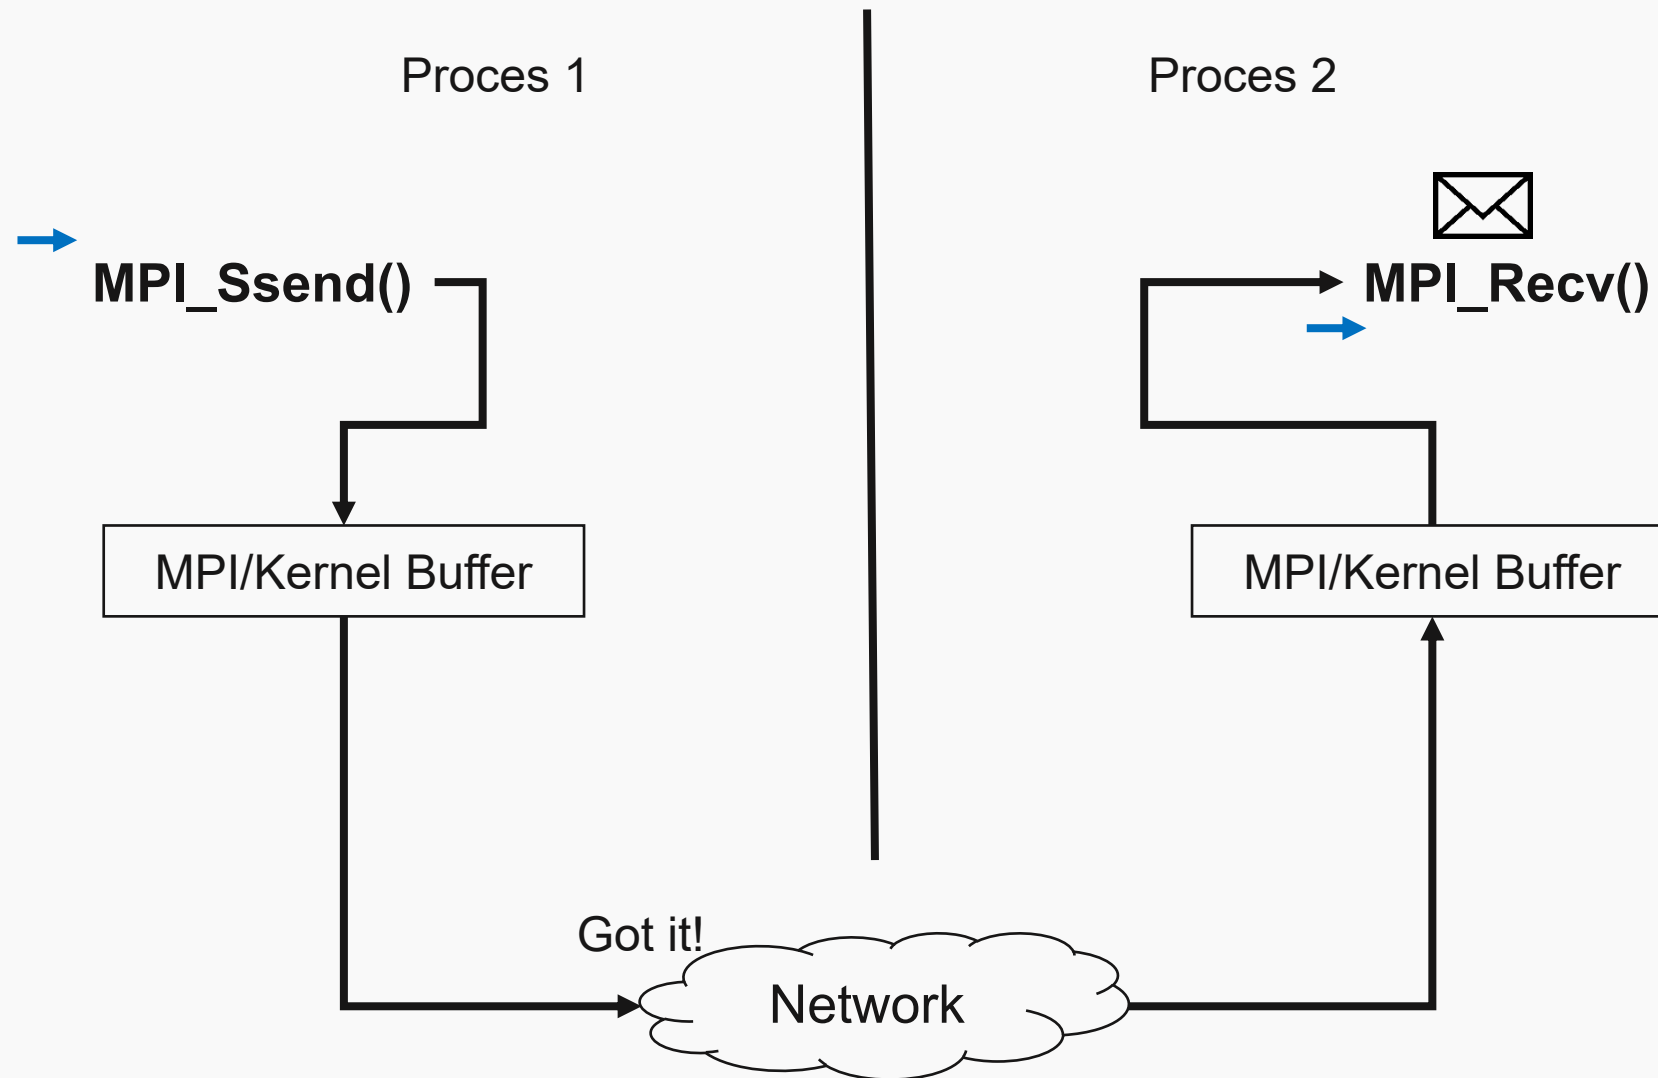 Proces 1
Proces 2
MPI_Ssend()
MPI_Recv()
MPI/Kernel Buffer
MPI/Kernel Buffer
Got it!
Network